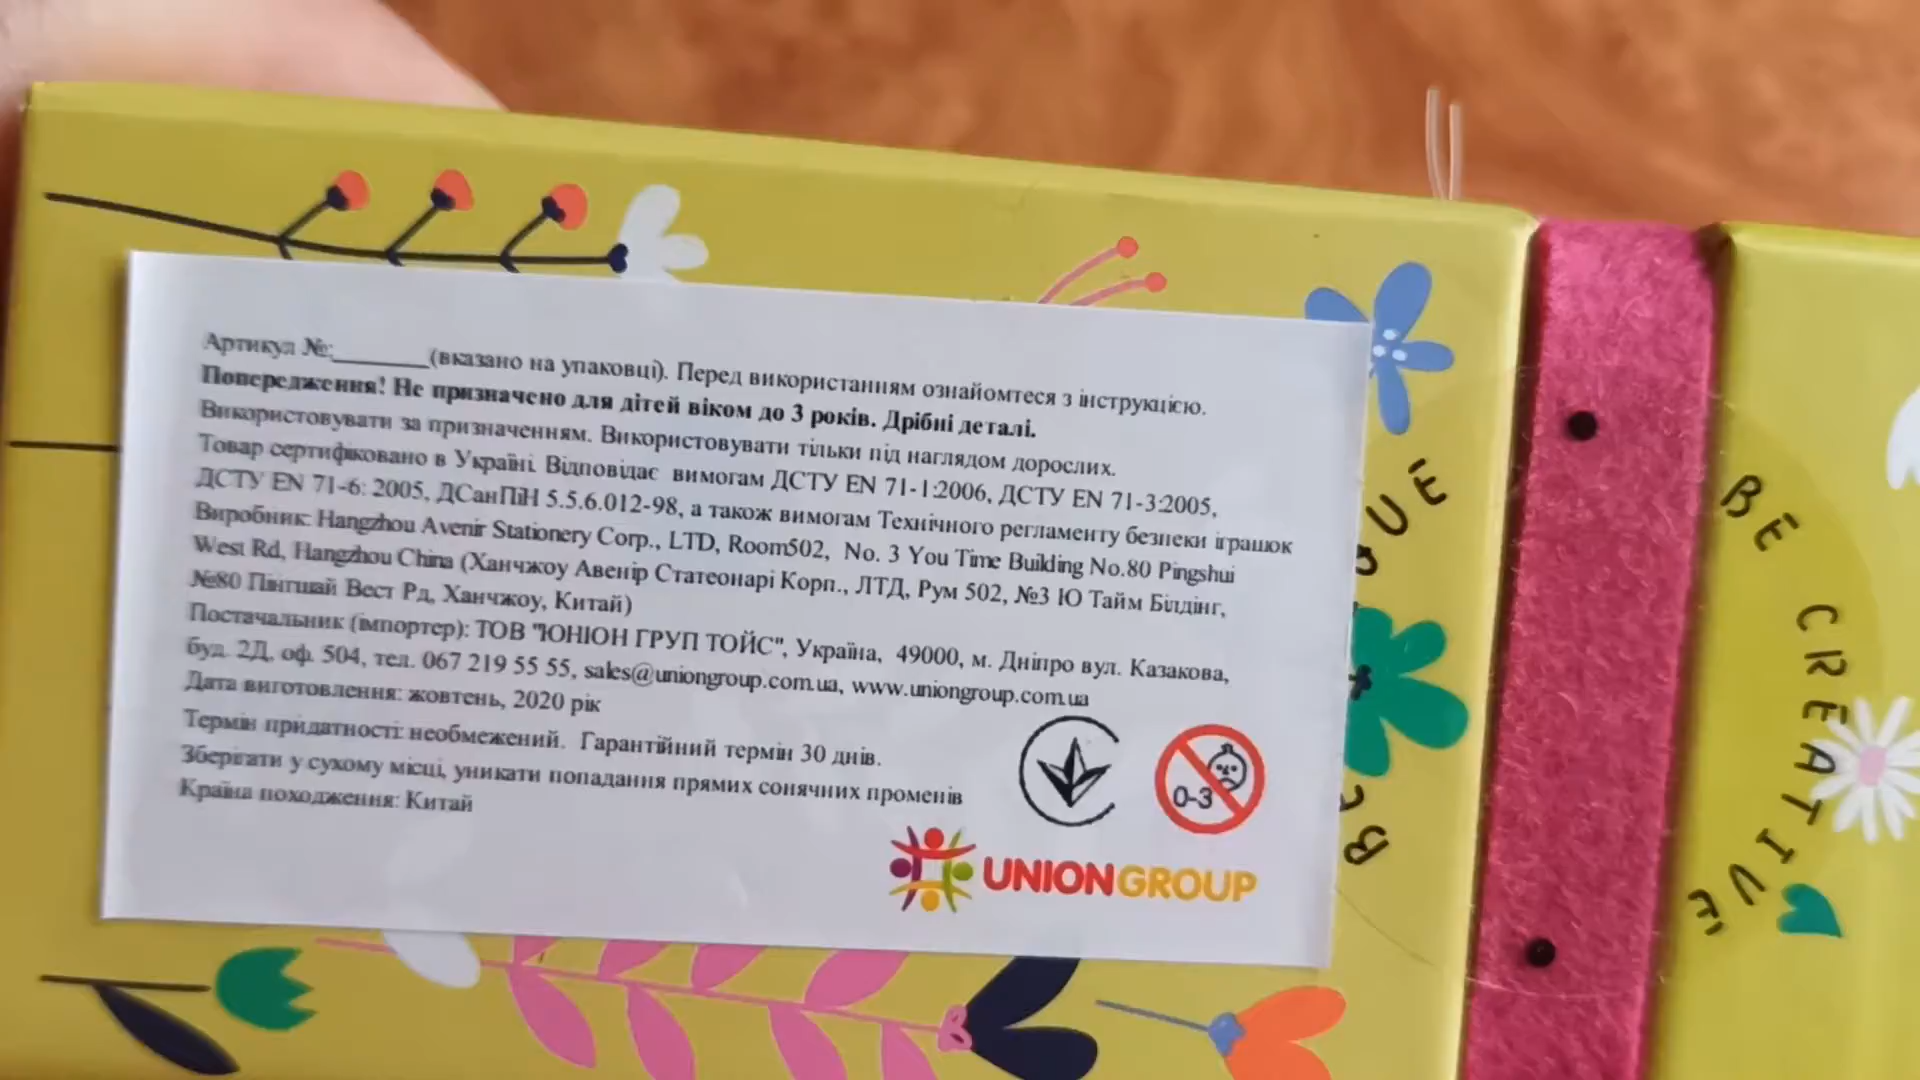 Артикул №:_______(вказано на упаковці). Перед використанням ознайомтеся з інструкцією.
Попередження! Не призначено для дітей віком до 3 років. Дрібні деталі.
Використовувати за призначенням. Використовувати тільки під наглядом дорослих.
Товар сертифіковано в Україні. Відповідає вимогам ДСТУ EN 71-1:2006, ДСТУ EN 71-3:2005,
ДСТУ EN 71-6: 2005, ДСанПіН 5.5.6.012-98, а також вимогам Технічного регламенту безпеки іграшок
Виробник: Hangzhou Avenir Stationery Corp., LTD, Room502, No. 3 You Time Building No.80 Pingshui
West Rd, Hangzhou China (Ханчжоу Авенір Статеонарі Корп., ЛТД, Рум 502, №3 Ю Тайм Білдінг,
№80 Пінгшай Вест Рд, Ханчжоу, Китай)
Постачальник (імпортер): ТОВ "ЮНІОН ГРУП ТОЙС", Україна, 49000, м. Дніпро вул. Казакова,
буд. 2Д, оф. 504, тел. 067 219 55 55, sales@uniongroup.com.ua, www.uniongroup.com.ua
Дата виготовлення: жовтень, 2020 рік
Термін придатності: необмежений. Гарантійний термін 30 днів.
Зберігати у сухому місці, уникати попадання прямих сонячних променів
Країна походження: Китай
0-3
UNIONGROUP
BE CREATIVE